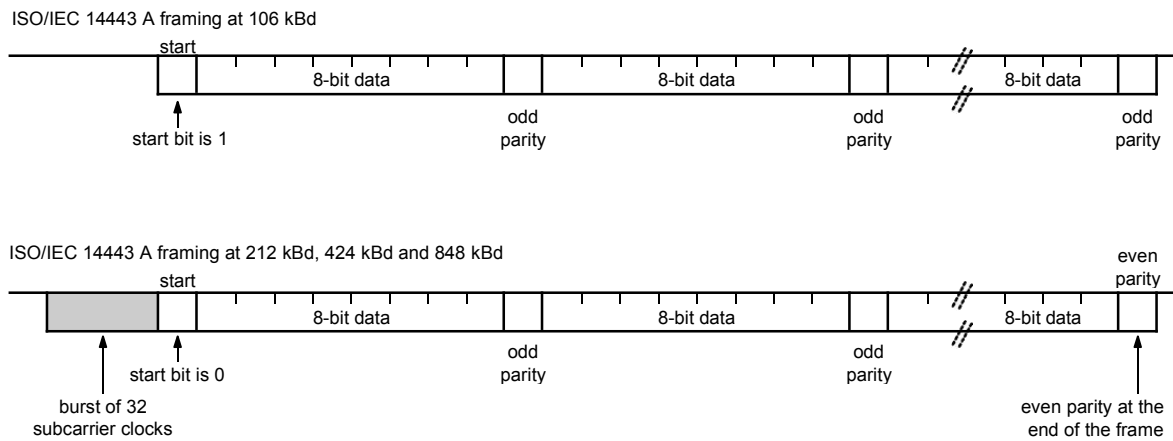 ISO/IEC 14443 A framing at 106 kBd
start
8-bit data
8-bit data
8-bit data
start bit is 1
odd
parity
odd
parity
odd
parity
ISO/IEC 14443 A framing at 212 kBd, 424 kBd and 848 kBd
start
even
parity
8-bit data
8-bit data
8-bit data
start bit is 0
odd
parity
odd
parity
burst of 32
subcarrier clocks
even parity at the
end of the frame